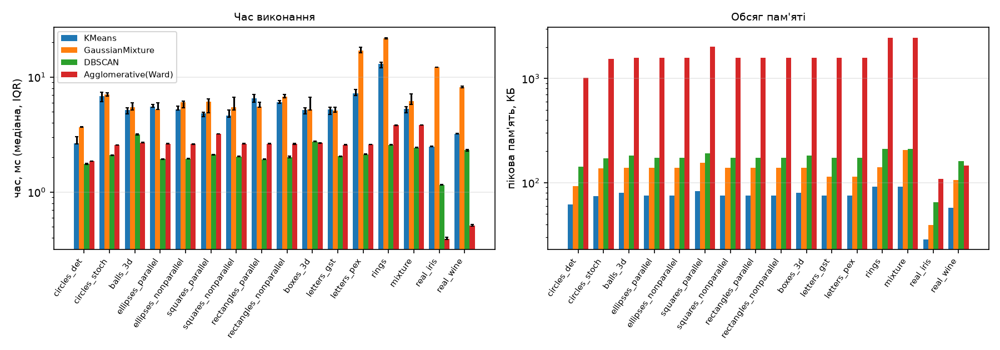 Час виконання
KMeans
GaussianMixture
DBSCAN
Agglomerative(Ward)
час, мс (медіана, IQR)
10¹
10⁰
circles_det
circles_stoch
balls_3d
ellipses_parallel
ellipses_nonparallel
squares_parallel
squares_nonparallel
rectangles_parallel
rectangles_nonparallel
boxes_3d
letters_gst
letters_pex
rings
mixture
real_iris
real_wine
Обсяг пам'яті
пікова пам'ять, КБ
10³
10²
circles_det
circles_stoch
balls_3d
ellipses_parallel
ellipses_nonparallel
squares_parallel
squares_nonparallel
rectangles_parallel
rectangles_nonparallel
boxes_3d
letters_gst
letters_pex
rings
mixture
real_iris
real_wine